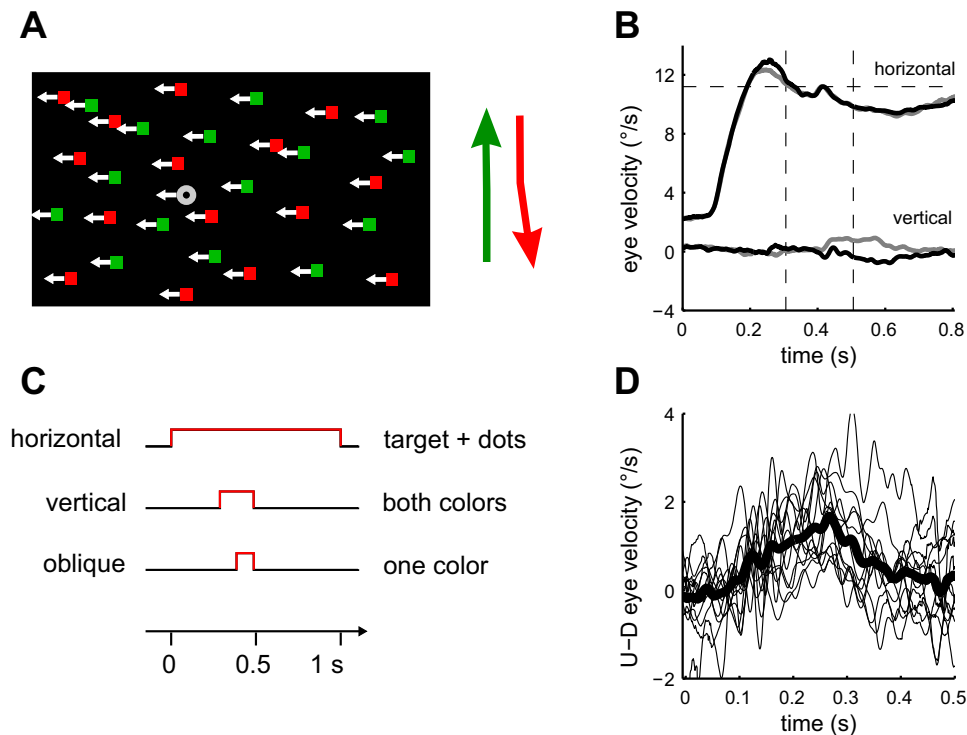 A
B
eye velocity (°/s)
12
8
4
0
−4
horizontal
vertical
0
0.2
0.4
0.6
0.8
time (s)
C
horizontal
target + dots
vertical
both colors
oblique
one color
0
0.5
1 s
D
U−D eye velocity (°/s)
4
2
0
−2
0
0.1
0.2
0.3
0.4
0.5
time (s)